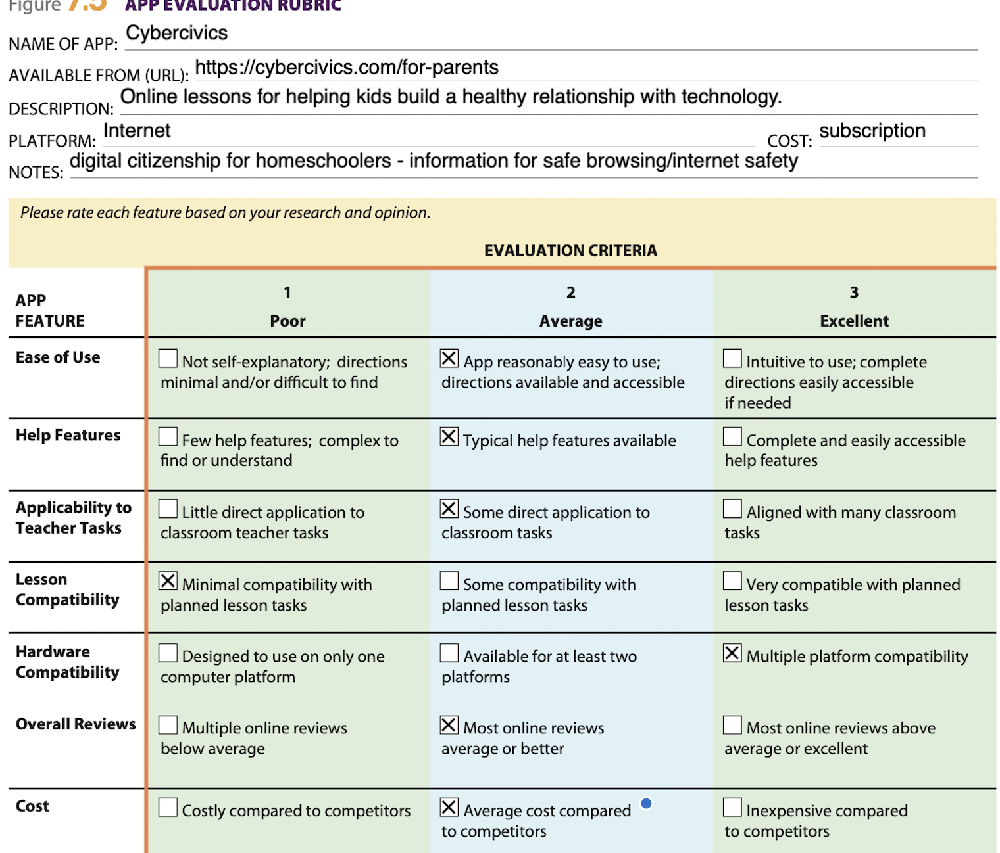 Figure 7.5 APP EVALUATION RUBRIC
NAME OF APP: Cybercivics
AVAILABLE FROM (URL): https://cybercivics.com/for-parents
DESCRIPTION: Online lessons for helping kids build a healthy relationship with technology.
PLATFORM: Internet COST: subscription
NOTES: digital citizenship for homeschoolers - information for safe browsing/internet safety
Please rate each feature based on your research and opinion.
EVALUATION CRITERIA
APP
FEATURE
1
Poor
2
Average
3
Excellent
Ease of Use
Not self-explanatory; directions
minimal and/or difficult to find
App reasonably easy to use;
directions available and accessible
Intuitive to use; complete
directions easily accessible
if needed
Help Features
Few help features; complex to
find or understand
Typical help features available
Complete and easily accessible
help features
Applicability to
Teacher Tasks
Little direct application to
classroom teacher tasks
Some direct application to
classroom tasks
Aligned with many classroom
tasks
Lesson
Compatibility
Minimal compatibility with
planned lesson tasks
Some compatibility with
planned lesson tasks
Very compatible with planned
lesson tasks
Hardware
Compatibility
Designed to use on only one
computer platform
Available for at least two
platforms
Multiple platform compatibility
Overall Reviews
Multiple online reviews
below average
Most online reviews
average or better
Most online reviews above
average or excellent
Cost
Costly compared to competitors
Average cost compared
to competitors
Inexpensive compared
to competitors